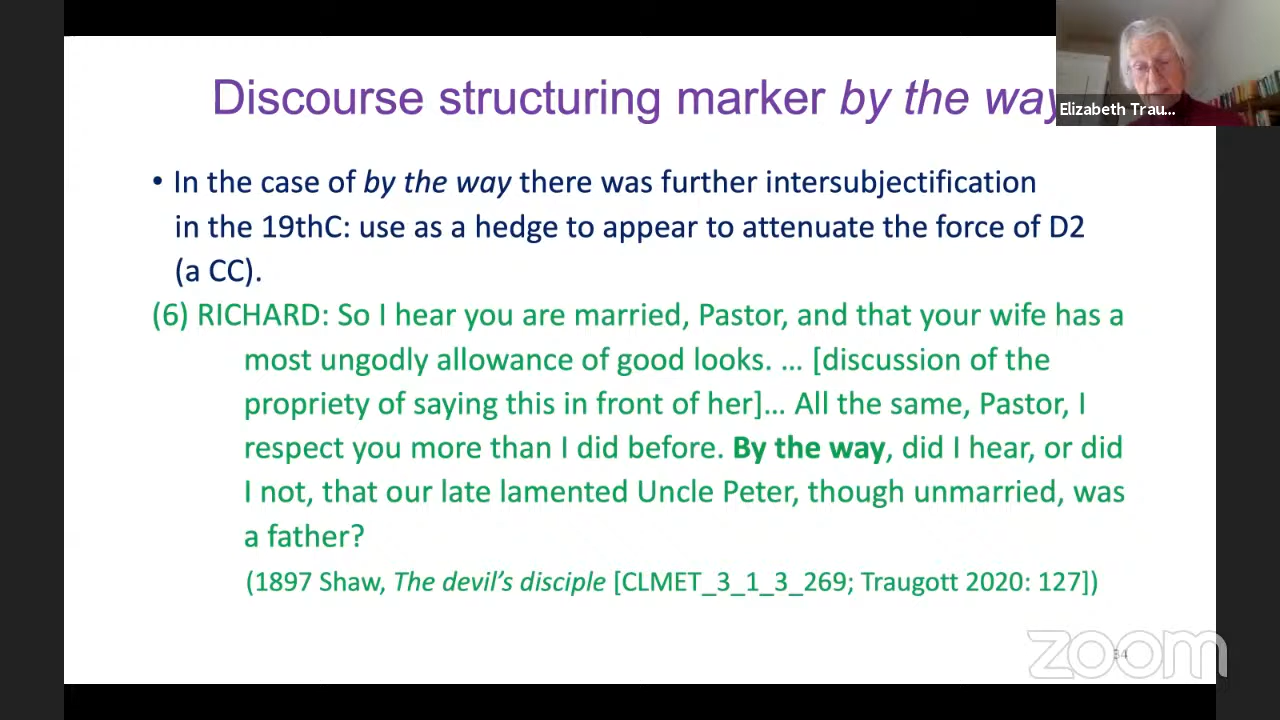 Discourse structuring marker by the way
Elizabeth Trau...
• In the case of by the way there was further intersubjectification
in the 19thC: use as a hedge to appear to attenuate the force of D2
(a CC).
(6) RICHARD: So I hear you are married, Pastor, and that your wife has a
most ungodly allowance of good looks. … [discussion of the
propriety of saying this in front of her]… All the same, Pastor, I
respect you more than I did before. By the way, did I hear, or did
I not, that our late lamented Uncle Peter, though unmarried, was
a father?
(1897 Shaw, The devil’s disciple [CLMET_3_1_3_269; Traugott 2020: 127])
34
zoom